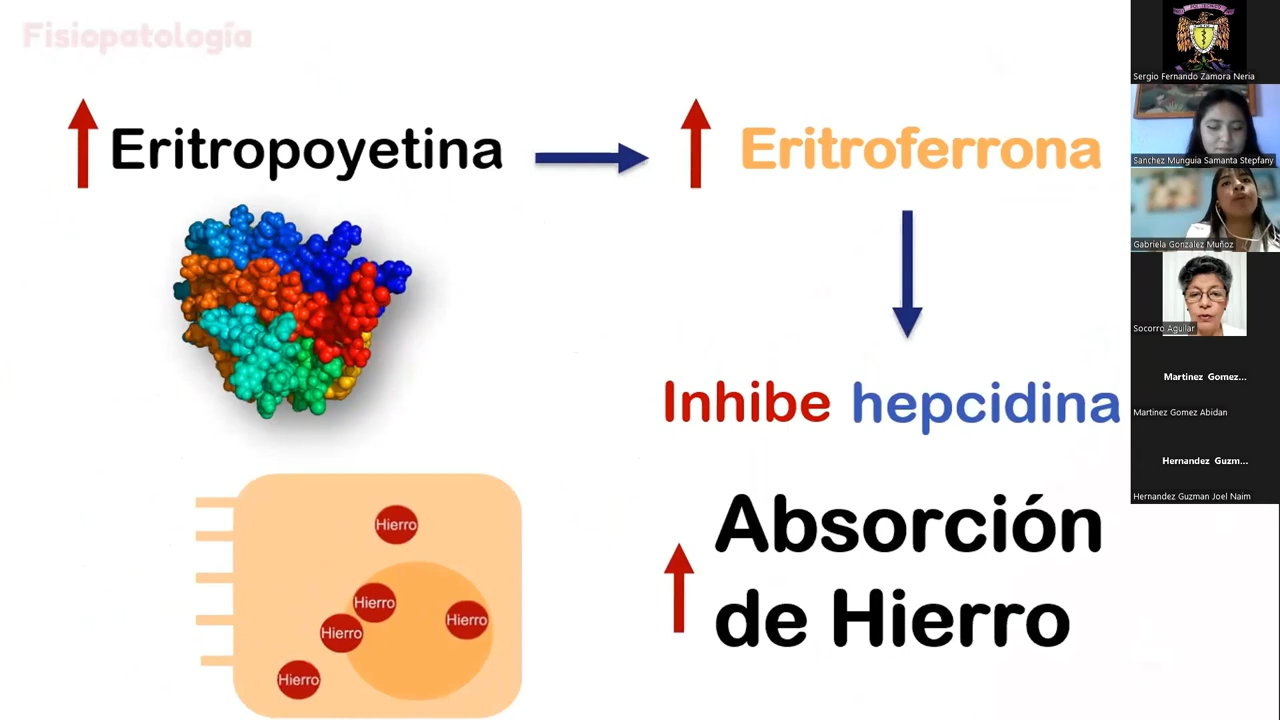 Fisiopatología
Eritropoyetina
Eritroferrona
Inhibe hepcidina
Absorción
de Hierro
Hierro
Hierro
Hierro
Hierro
Hierro
Sergio Fernando Zamora Neria
Sanchez Munguia Samanta Stepfany
Gabriela González Muñoz
Socorro Aguilar
Martinez Gomez...
Martinez Gomez Abidan
Hernandez Guzm...
Hernandez Guzman Joel Naim